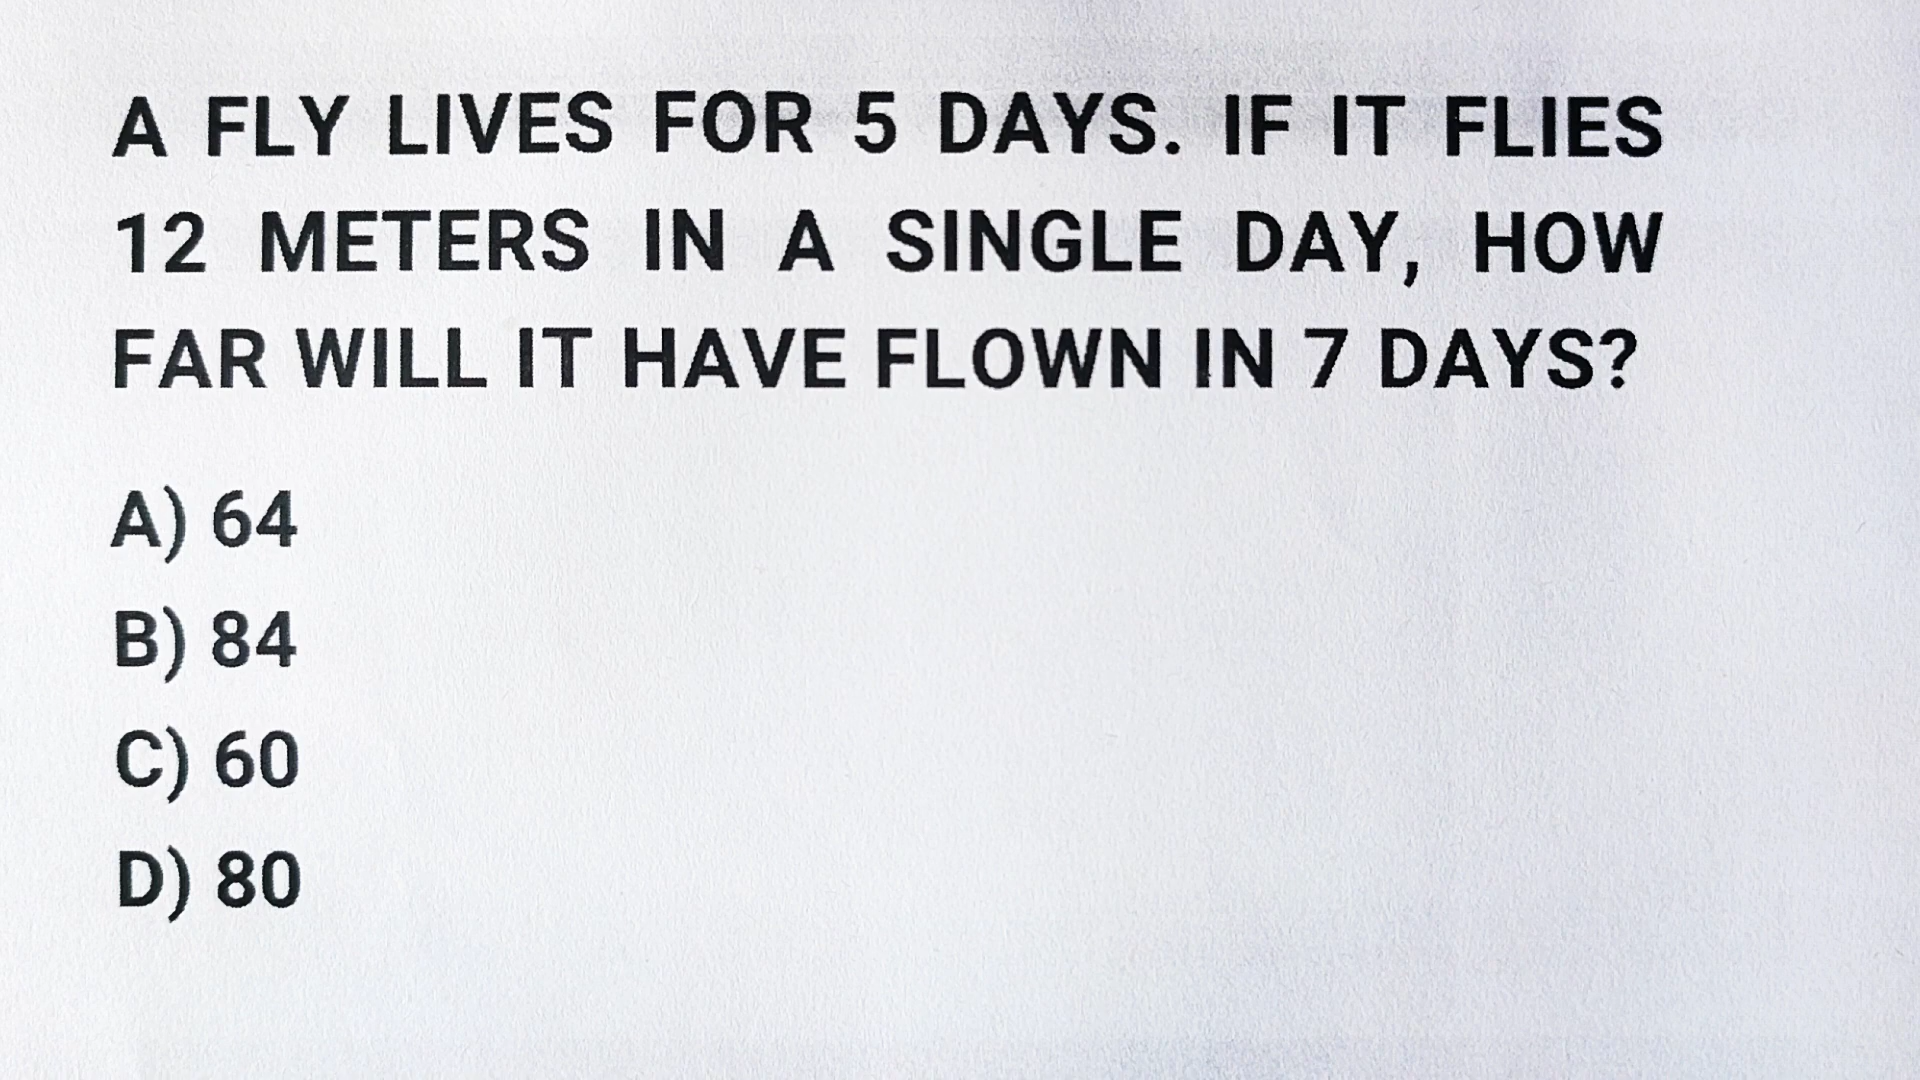 A FLY LIVES FOR 5 DAYS. IF IT FLIES
12 METERS IN A SINGLE DAY, HOW
FAR WILL IT HAVE FLOWN IN 7 DAYS?
A) 64
B) 84
C) 60
D) 80